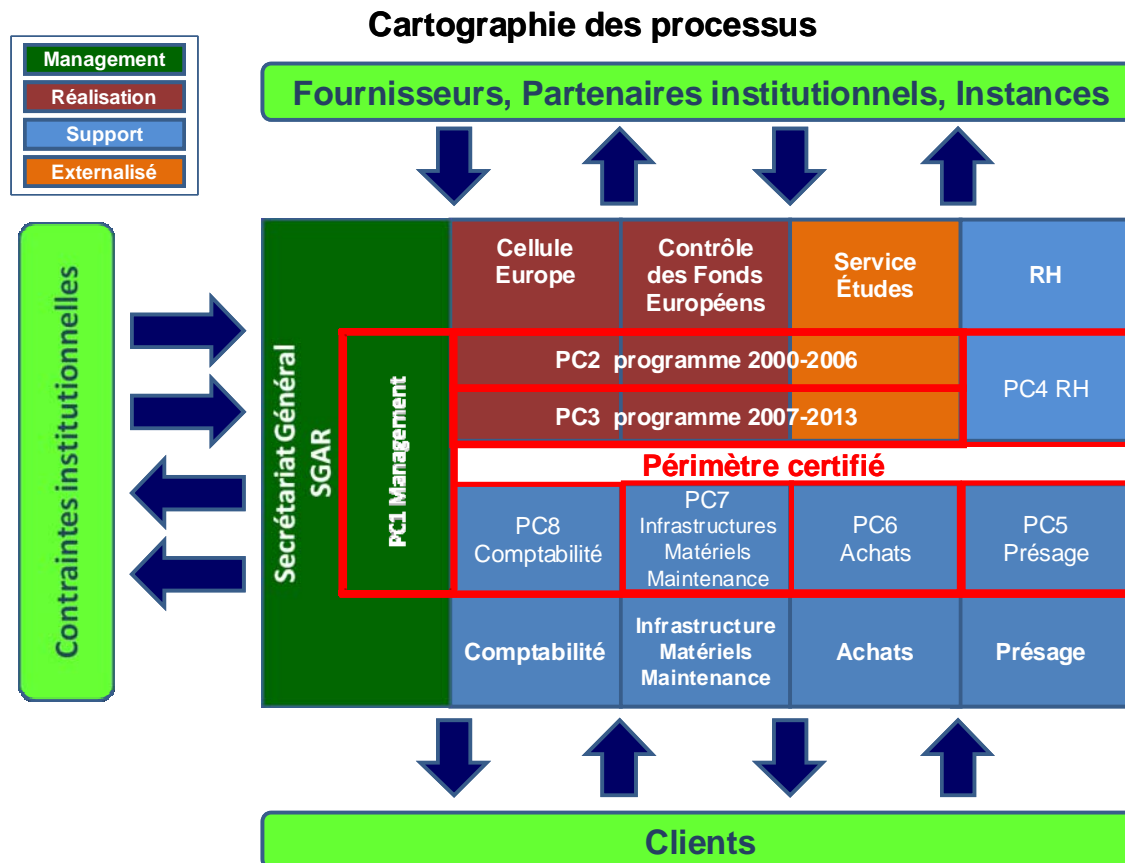 Cartographie des processus
Management
Réalisation
Support
Externalisé
Fournisseurs, Partenaires institutionnels, Instances
Contraintes institutionnelles
Secrétariat Général
SGAR
PC1 Management
Cellule
Europe
Contrôle
des Fonds
Européens
Service
Études
RH
PC2 programme 2000-2006
PC3 programme 2007-2013
PC4 RH
Périmètre certifié
PC8
Comptabilité
PC7
Infrastructures
Matériels
Maintenance
PC6
Achats
PC5
Présage
Comptabilité
Infrastructure
Matériels
Maintenance
Achats
Présage
Clients